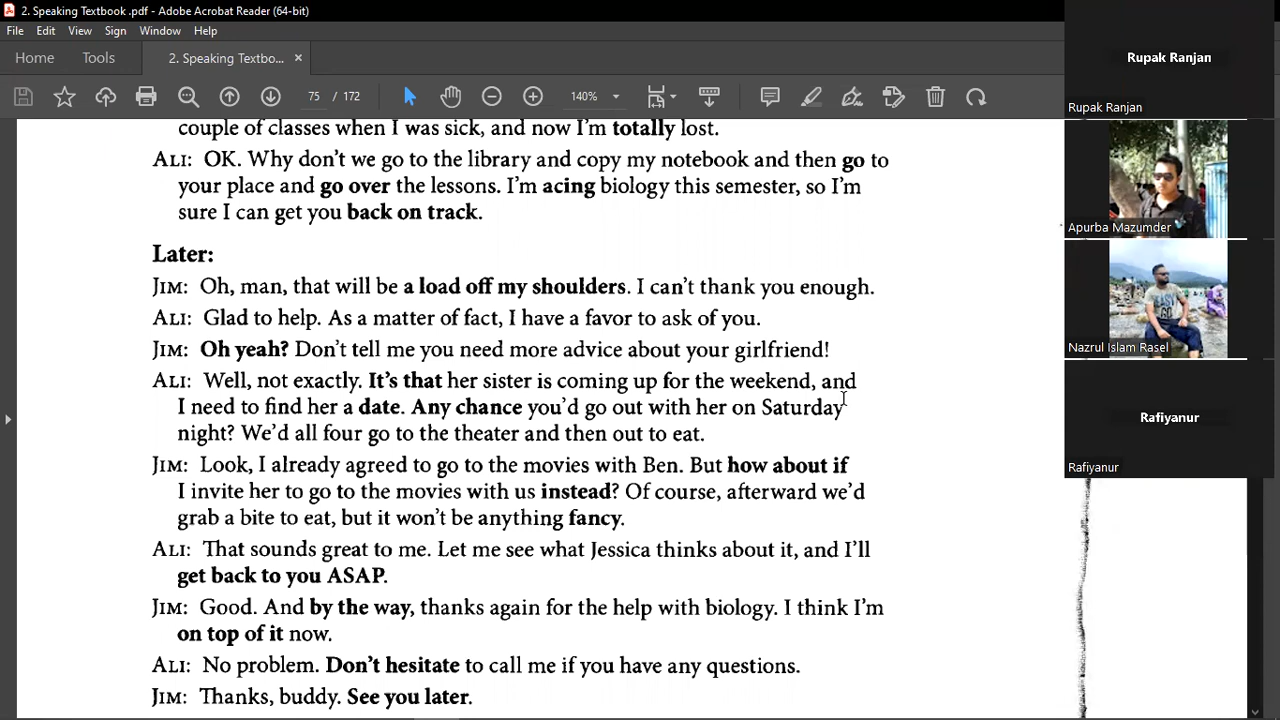 2. Speaking Textbook .pdf - Adobe Acrobat Reader (64-bit)
File Edit View Sign Window Help
Home Tools 2. Speaking Textbo... ×
75 / 172 140%
couple of classes when I was sick, and now I'm totally lost.
ALI: OK. Why don't we go to the library and copy my notebook and then go to
your place and go over the lessons. I'm acing biology this semester, so I'm
sure I can get you back on track.
Later:
JIM: Oh, man, that will be a load off my shoulders. I can't thank you enough.
ALI: Glad to help. As a matter of fact, I have a favor to ask of you.
JIM: Oh yeah? Don't tell me you need more advice about your girlfriend!
ALI: Well, not exactly. It's that her sister is coming up for the weekend, and
I need to find her a date. Any chance you'd go out with her on Saturday
night? We'd all four go to the theater and then out to eat.
JIM: Look, I already agreed to go to the movies with Ben. But how about if
I invite her to go to the movies with us instead? Of course, afterward we'd
grab a bite to eat, but it won't be anything fancy.
ALI: That sounds great to me. Let me see what Jessica thinks about it, and I'll
get back to you ASAP.
JIM: Good. And by the way, thanks again for the help with biology. I think I'm
on top of it now.
ALI: No problem. Don't hesitate to call me if you have any questions.
JIM: Thanks, buddy. See you later.
Rupak Ranjan
Rupak Ranjan
Apurba Mazumder
Nazrul Islam Rasel
Rafiyanur
Rafiyanur